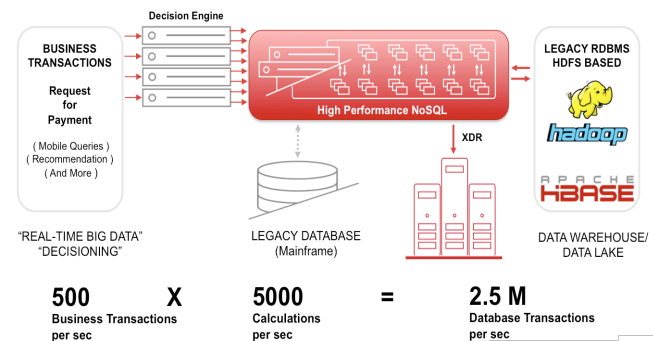 Decision Engine
BUSINESS
TRANSACTIONS
Request
for
Payment
( Mobile Queries )
( Recommendation )
( And More )
High Performance NoSQL
XDR
LEGACY RDBMS
HDFS BASED
hadoop
APACHE
HBASE
"REAL-TIME BIG DATA"
"DECISIONING"
LEGACY DATABASE
(Mainframe)
DATA WAREHOUSE/
DATA LAKE
500 X 5000 = 2.5 M
Business Transactions Calculations Database Transactions
per sec per sec per sec